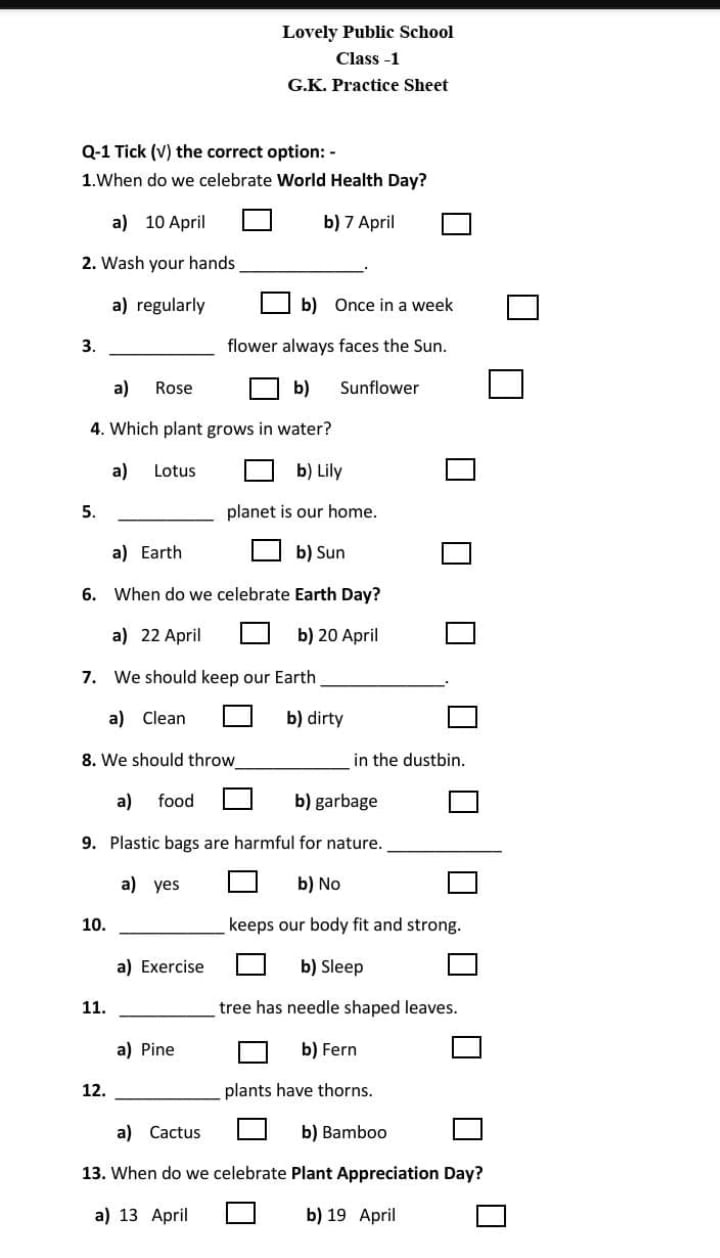 Lovely Public School
Class -1
G.K. Practice Sheet
Q-1 Tick (√) the correct option: -
1.When do we celebrate World Health Day?
a) 10 April b) 7 April
2. Wash your hands ____________.
a) regularly b) Once in a week
3. ___________ flower always faces the Sun.
a) Rose b) Sunflower
4. Which plant grows in water?
a) Lotus b) Lily
5. __________ planet is our home.
a) Earth b) Sun
6. When do we celebrate Earth Day?
a) 22 April b) 20 April
7. We should keep our Earth ____________.
a) Clean b) dirty
8. We should throw____________ in the dustbin.
a) food b) garbage
9. Plastic bags are harmful for nature. ____________
a) yes b) No
10. ___________ keeps our body fit and strong.
a) Exercise b) Sleep
11. __________ tree has needle shaped leaves.
a) Pine b) Fern
12. ___________ plants have thorns.
a) Cactus b) Bamboo
13. When do we celebrate Plant Appreciation Day?
a) 13 April b) 19 April